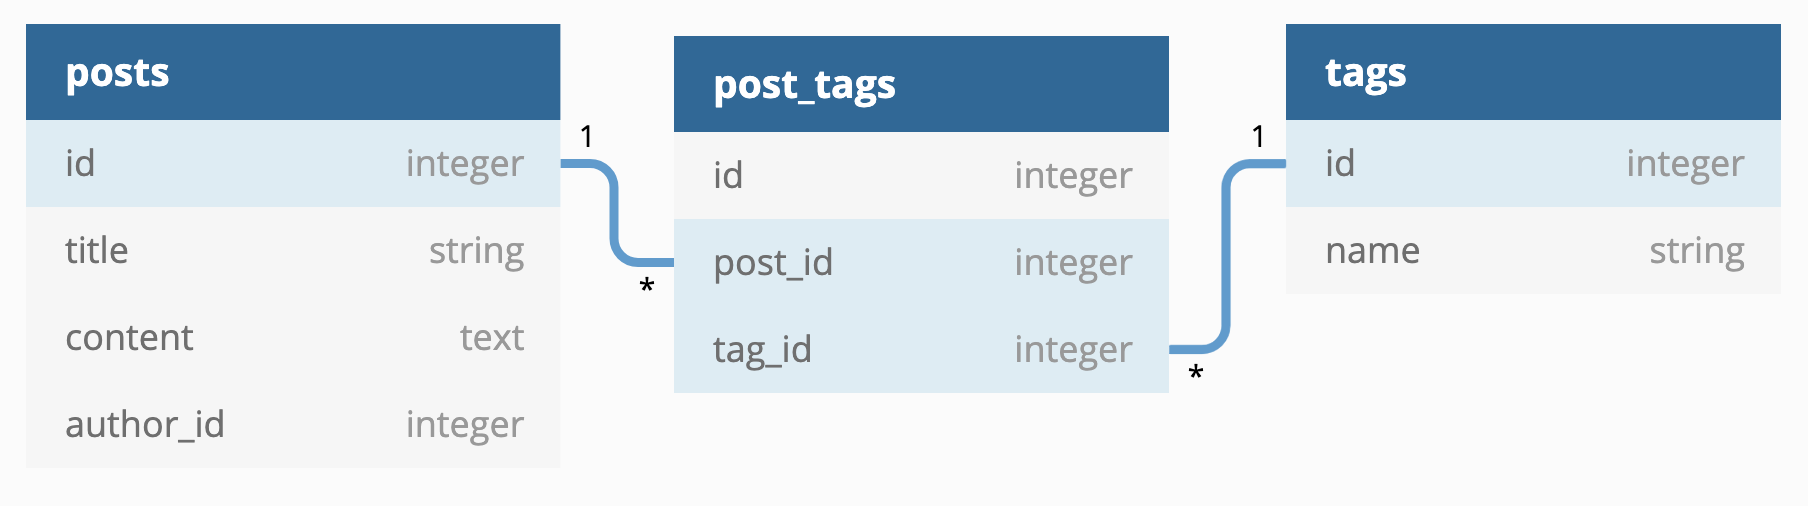 posts
id integer
title string
content text
author_id integer
1
*
post_tags
id integer
post_id integer
tag_id integer
1
*
tags
id integer
name string